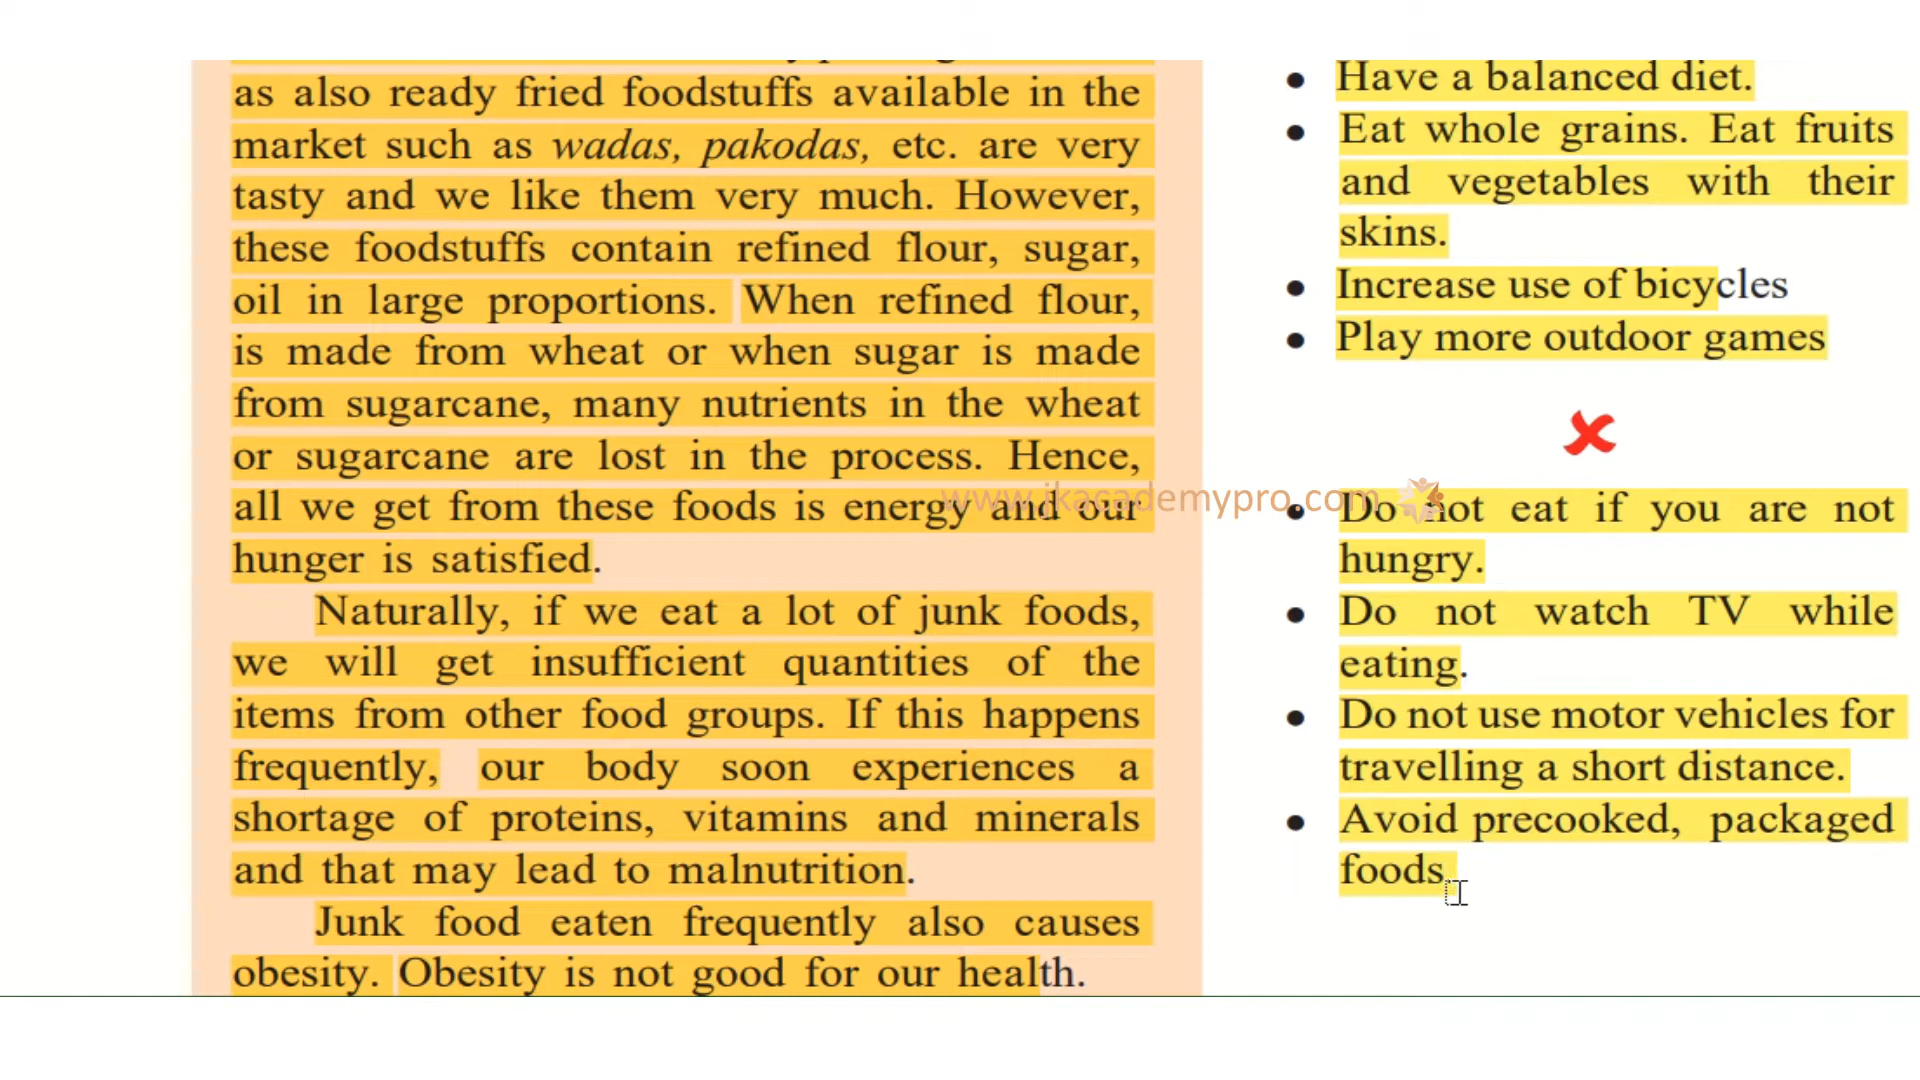 as also ready fried foodstuffs available in the
market such as wadas, pakodas, etc. are very
tasty and we like them very much. However,
these foodstuffs contain refined flour, sugar,
oil in large proportions. When refined flour,
is made from wheat or when sugar is made
from sugarcane, many nutrients in the wheat
or sugarcane are lost in the process. Hence,
all we get from these foods is energy and our
hunger is satisfied.
Naturally, if we eat a lot of junk foods,
we will get insufficient quantities of the
items from other food groups. If this happens
frequently, our body soon experiences a
shortage of proteins, vitamins and minerals
and that may lead to malnutrition.
Junk food eaten frequently also causes
obesity. Obesity is not good for our health.
• Have a balanced diet.
• Eat whole grains. Eat fruits
and vegetables with their
skins.
• Increase use of bicycles
• Play more outdoor games
• Do not eat if you are not
hungry.
• Do not watch TV while
eating.
• Do not use motor vehicles for
travelling a short distance.
• Avoid precooked, packaged
foods.
www.jkacademypro.com